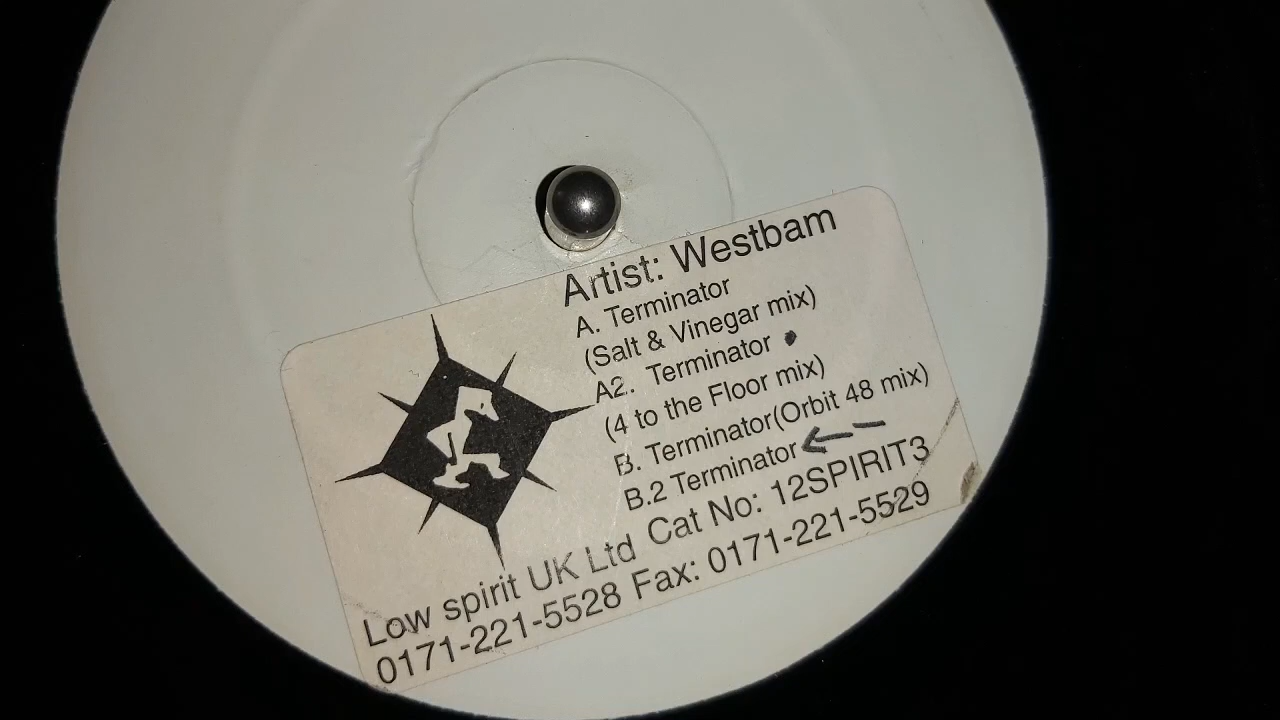 Artist: Westbam
A. Terminator
(Salt & Vinegar mix)
A2. Terminator
(4 to the Floor mix)
B. Terminator(Orbit 48 mix)
B.2 Terminator
Cat No: 12SPIRIT3
Low spirit UK Ltd
0171-221-5528 Fax: 0171-221-5529